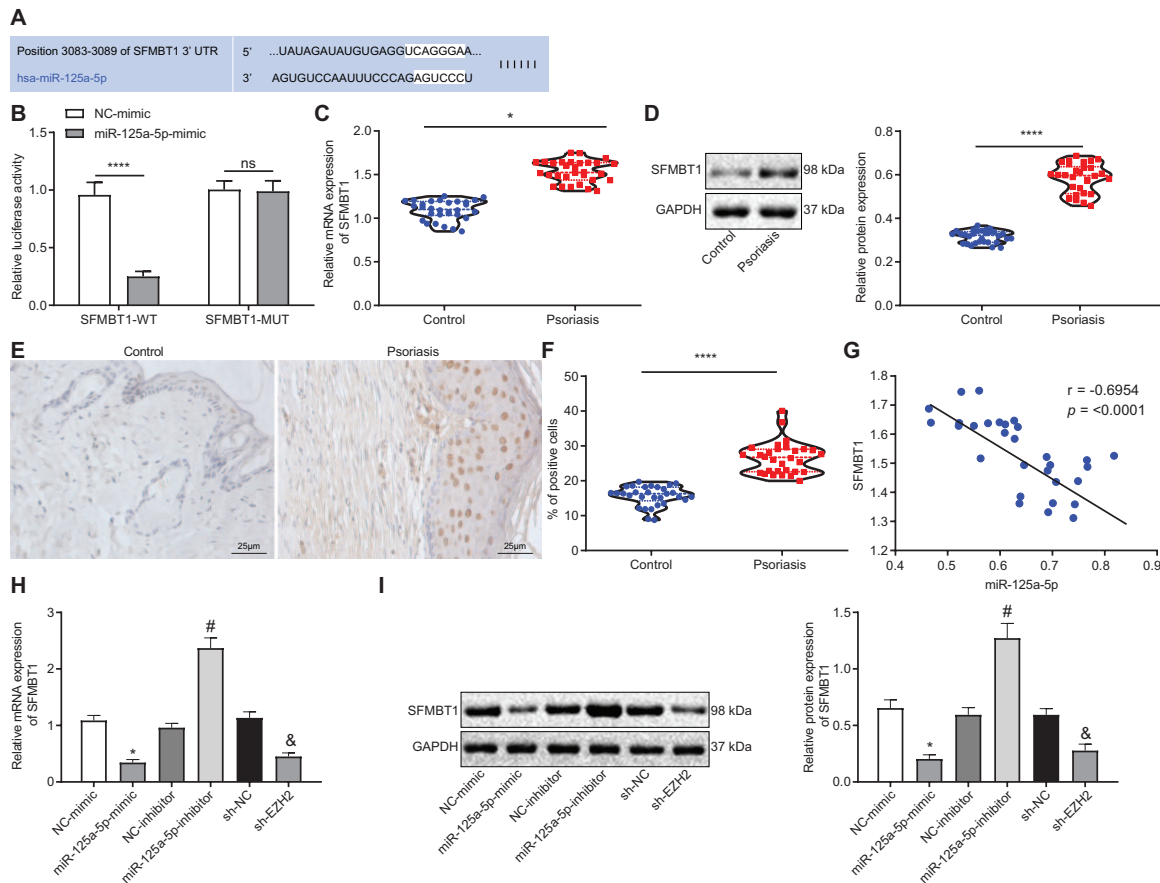 A
Position 3083-3089 of SFMBT1 3' UTR 5' ...UAUAGAUAUGUGAGGUCAGGGAA...
hsa-miR-125a-5p 3' AGUGUCCAAUUUCCCAGAGUCCCU
B
NC-mimic
miR-125a-5p-mimic
Relative luciferase activity
1.5
1.0
0.5
0.0
****
ns
SFMBT1-WT SFMBT1-MUT
C
Relative mRNA expression
of SFMBT1
2.0
1.5
1.0
0.5
0.0
*
Control Psoriasis
D
SFMBT1 98 kDa
GAPDH 37 kDa
Control Psoriasis
Relative protein expression
0.8
0.6
0.4
0.2
0.0
****
Control Psoriasis
E
Control Psoriasis
25μm 25μm
F
% of positive cells
50
40
30
20
10
0
****
Control Psoriasis
G
SFMBT1
1.8
1.7
1.6
1.5
1.4
1.3
1.2
r = -0.6954
p = <0.0001
0.4 0.5 0.6 0.7 0.8 0.9
miR-125a-5p
H
Relative mRNA expression
of SFMBT1
3
2
1
0
* # &
NC-mimic miR-125a-5p-mimic NC-inhibitor miR-125a-5p-inhibitor sh-NC sh-EZH2
I
SFMBT1 98 kDa
GAPDH 37 kDa
NC-mimic miR-125a-5p-mimic NC-inhibitor miR-125a-5p-inhibitor sh-NC sh-EZH2
Relative protein expression
of SFMBT1
1.5
1.0
0.5
0.0
* # &
NC-mimic miR-125a-5p-mimic NC-inhibitor miR-125a-5p-inhibitor sh-NC sh-EZH2